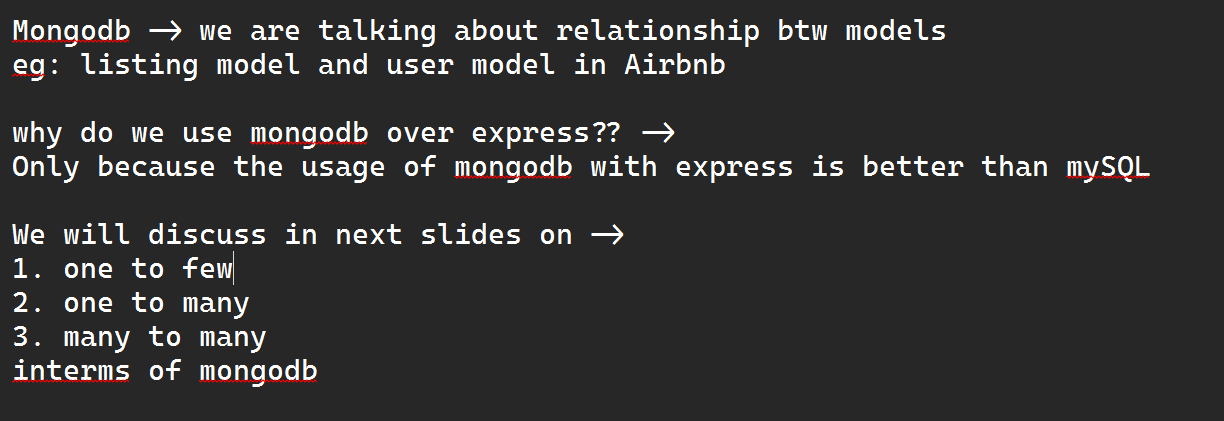 Mongodb -> we are talking about relationship btw models
eg: listing model and user model in Airbnb
why do we use mongodb over express?? ->
Only because the usage of mongodb with express is better than mySQL
We will discuss in next slides on ->
1. one to few
2. one to many
3. many to many
interms of mongodb